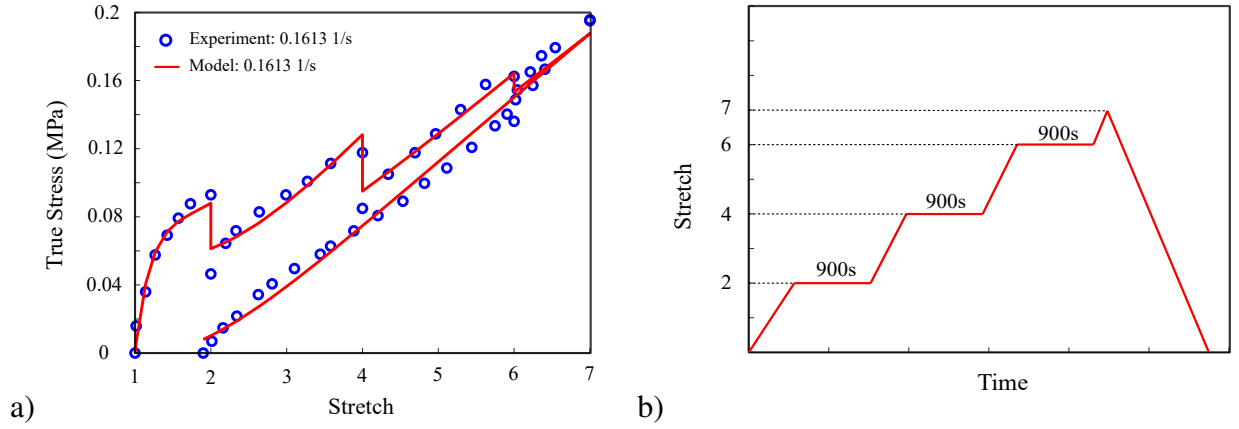 0.2
0.16
0.12
0.08
0.04
0
True Stress (MPa)
Experiment: 0.1613 1/s
Model: 0.1613 1/s
1 2 3 4 5 6 7
Stretch
a)
7
6
4
2
Stretch
900s
900s
900s
Time
b)